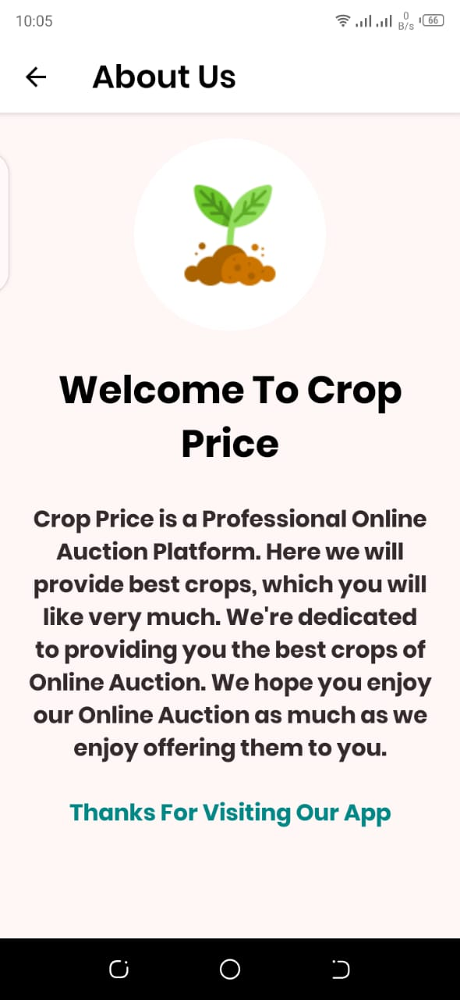 10:05
0
B/s
66
About Us
Welcome To Crop
Price
Crop Price is a Professional Online
Auction Platform. Here we will
provide best crops, which you will
like very much. We're dedicated
to providing you the best crops of
Online Auction. We hope you enjoy
our Online Auction as much as we
enjoy offering them to you.
Thanks For Visiting Our App